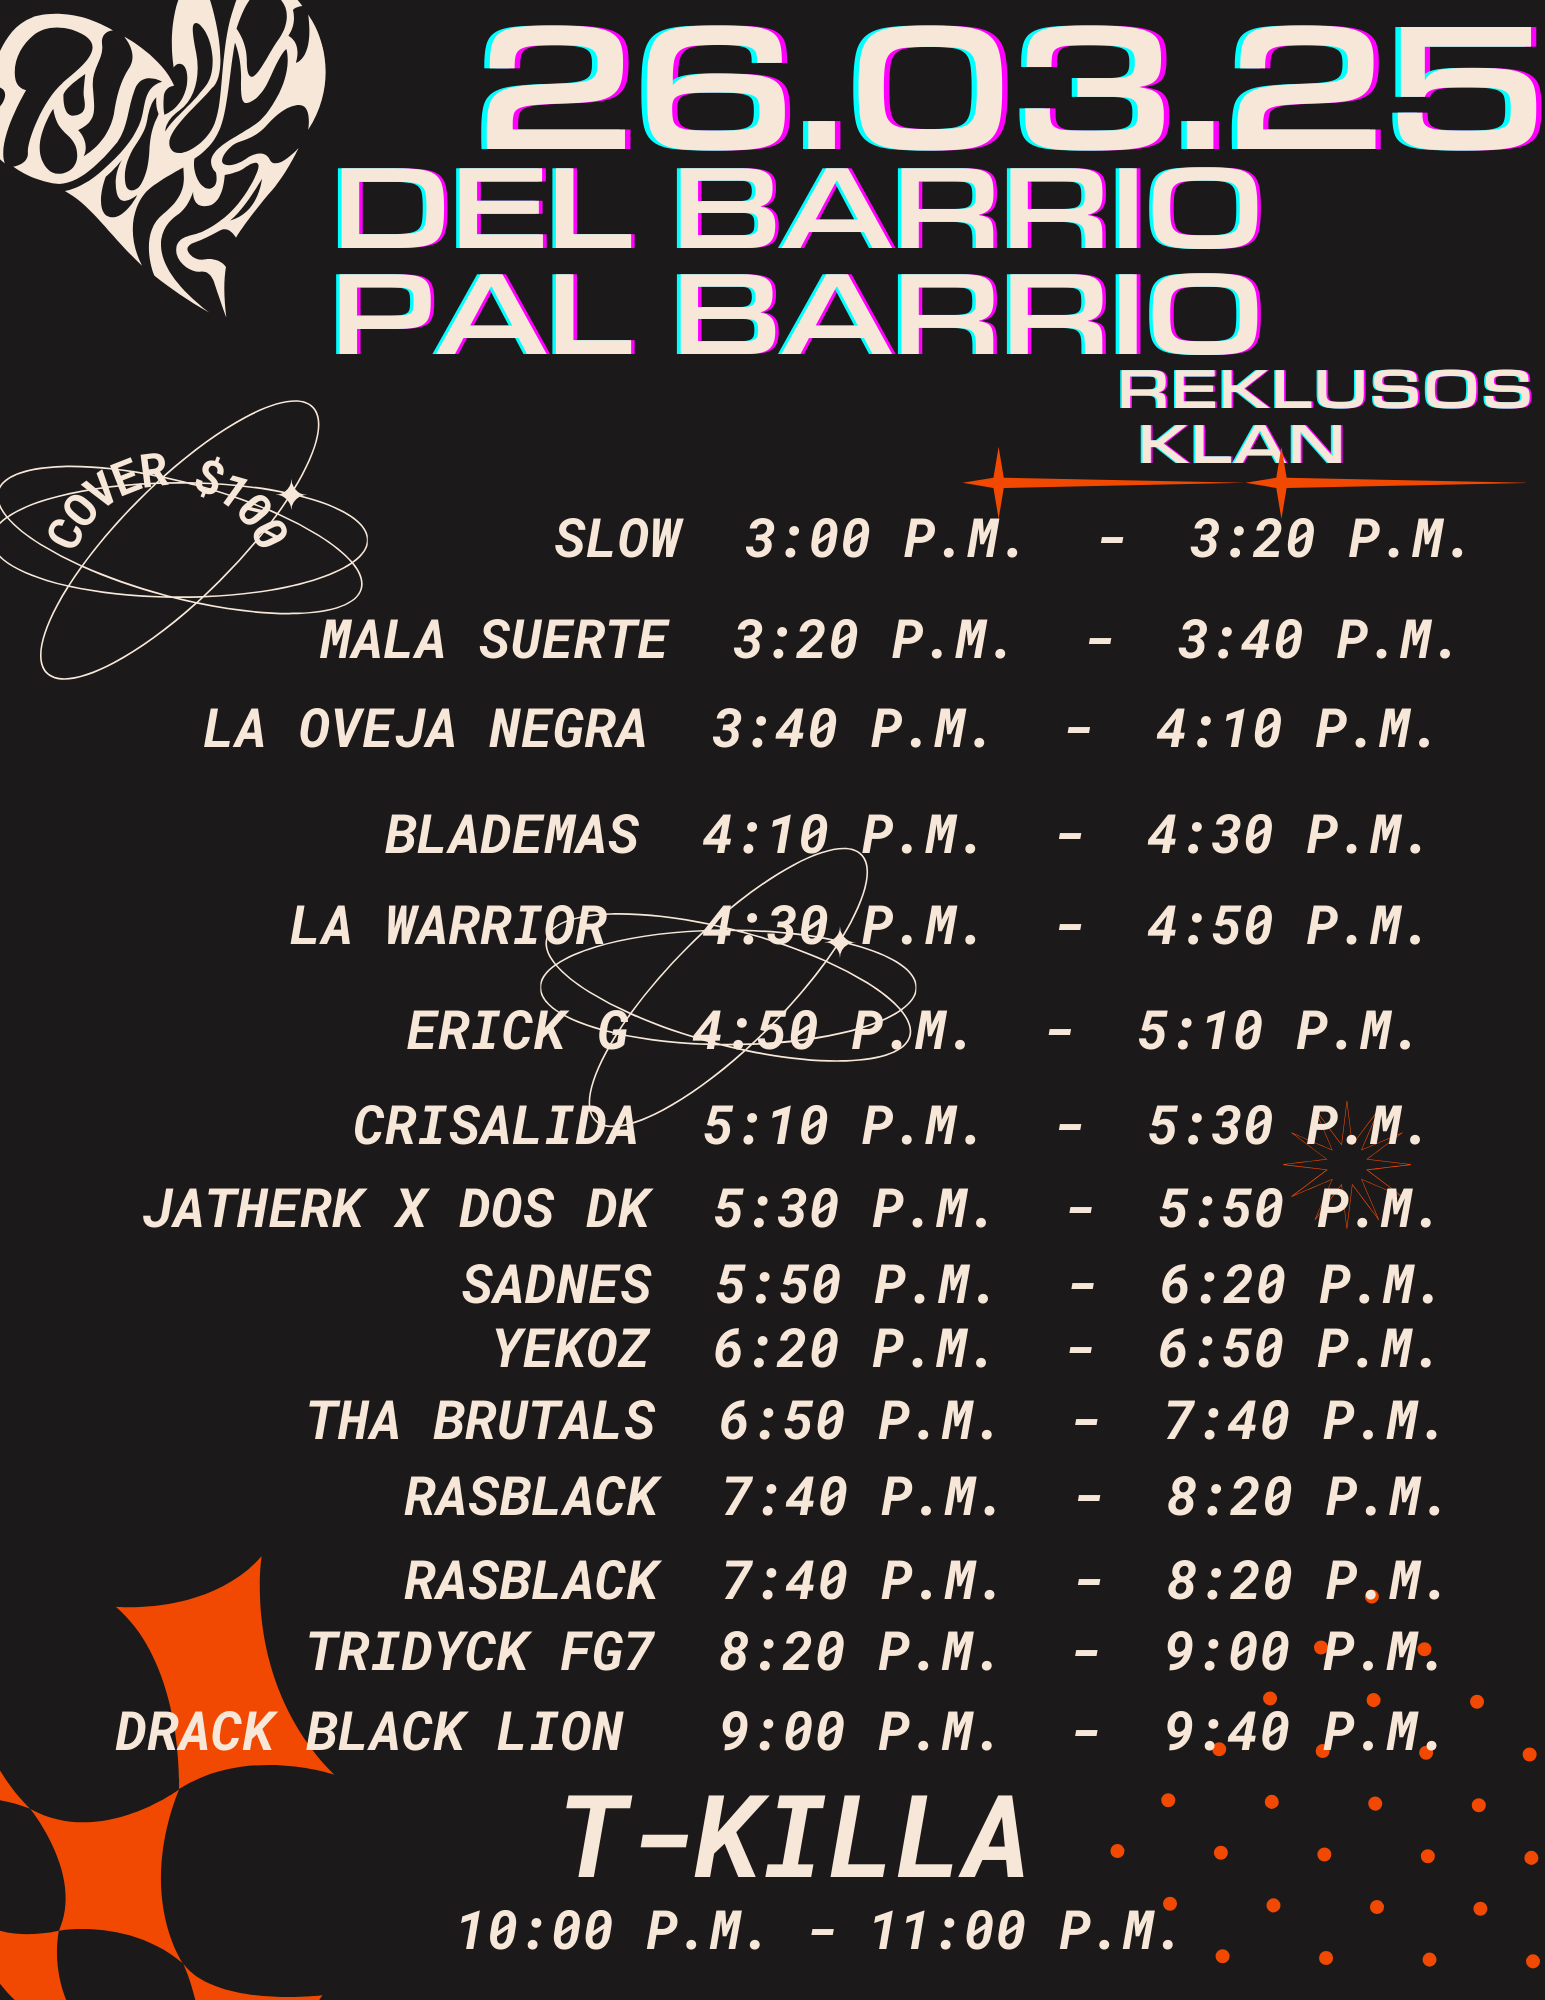 26.03.25
DEL BARRIO
PAL BARRIO
REKLUSOS
KLAN
COVER $100
SLOW 3:00 P.M. - 3:20 P.M.
MALA SUERTE 3:20 P.M. - 3:40 P.M.
LA OVEJA NEGRA 3:40 P.M. - 4:10 P.M.
BLADEMAS 4:10 P.M. - 4:30 P.M.
LA WARRIOR 4:30 P.M. - 4:50 P.M.
ERICK G 4:50 P.M. - 5:10 P.M.
CRISALIDA 5:10 P.M. - 5:30 P.M.
JATHERK X DOS DK 5:30 P.M. - 5:50 P.M.
SADNES 5:50 P.M. - 6:20 P.M.
YEKOZ 6:20 P.M. - 6:50 P.M.
THA BRUTALS 6:50 P.M. - 7:40 P.M.
RASBLACK 7:40 P.M. - 8:20 P.M.
RASBLACK 7:40 P.M. - 8:20 P.M.
TRIDYCK FG7 8:20 P.M. - 9:00 P.M.
DRACK BLACK LION 9:00 P.M. - 9:40 P.M.
T-KILLA
10:00 P.M. - 11:00 P.M.